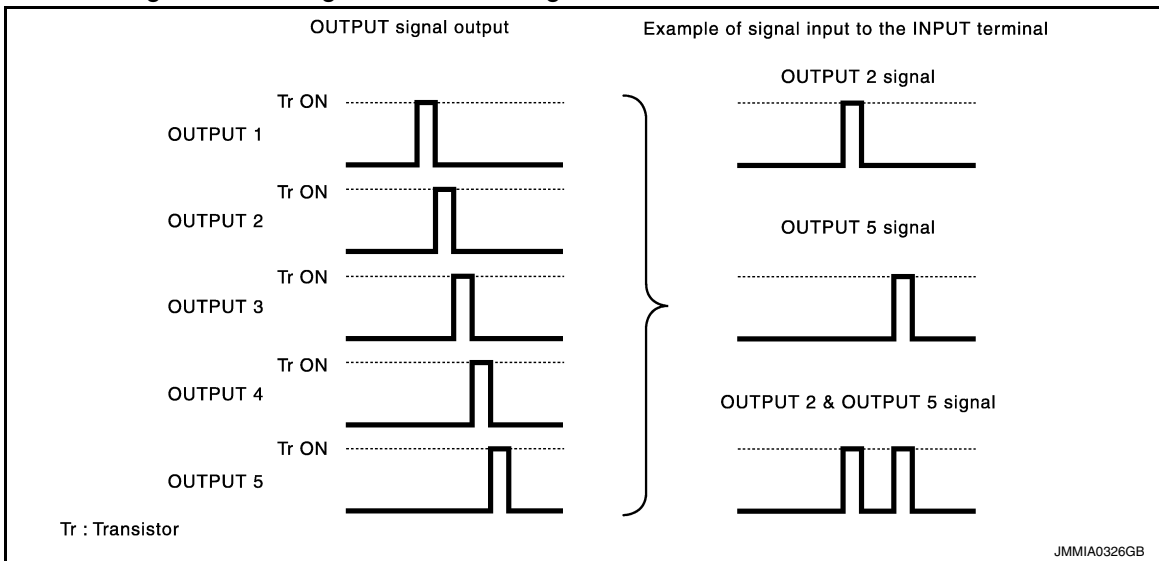 OUTPUT signal output
Example of signal input to the INPUT terminal
Tr ON
OUTPUT 1
Tr ON
OUTPUT 2
Tr ON
OUTPUT 3
Tr ON
OUTPUT 4
Tr ON
OUTPUT 5
OUTPUT 2 signal
OUTPUT 5 signal
OUTPUT 2 & OUTPUT 5 signal
Tr : Transistor
JMMIA0326GB